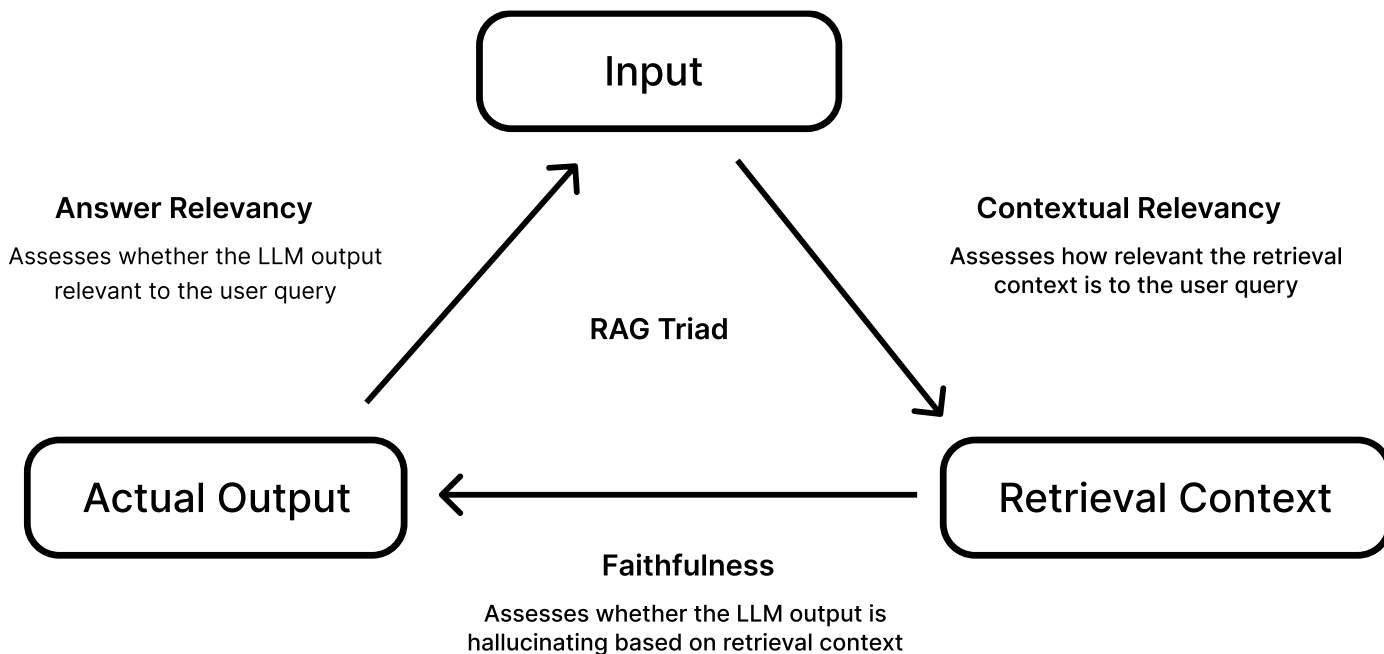 Input
Answer Relevancy
Assesses whether the LLM output
relevant to the user query
Contextual Relevancy
Assesses how relevant the retrieval
context is to the user query
RAG Triad
Actual Output
Retrieval Context
Faithfulness
Assesses whether the LLM output is
hallucinating based on retrieval context